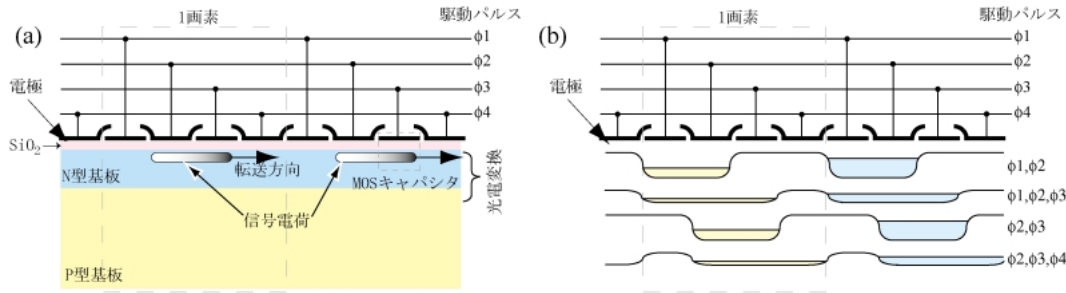 (a)
1画素
駆動パルス
φ1
φ2
φ3
φ4
電極
SiO2
N型基板
転送方向
MOSキャパシタ
光電変換
信号電荷
P型基板
(b)
1画素
駆動パルス
φ1
φ2
φ3
φ4
電極
φ1,φ2
φ1,φ2,φ3
φ2,φ3
φ2,φ3,φ4